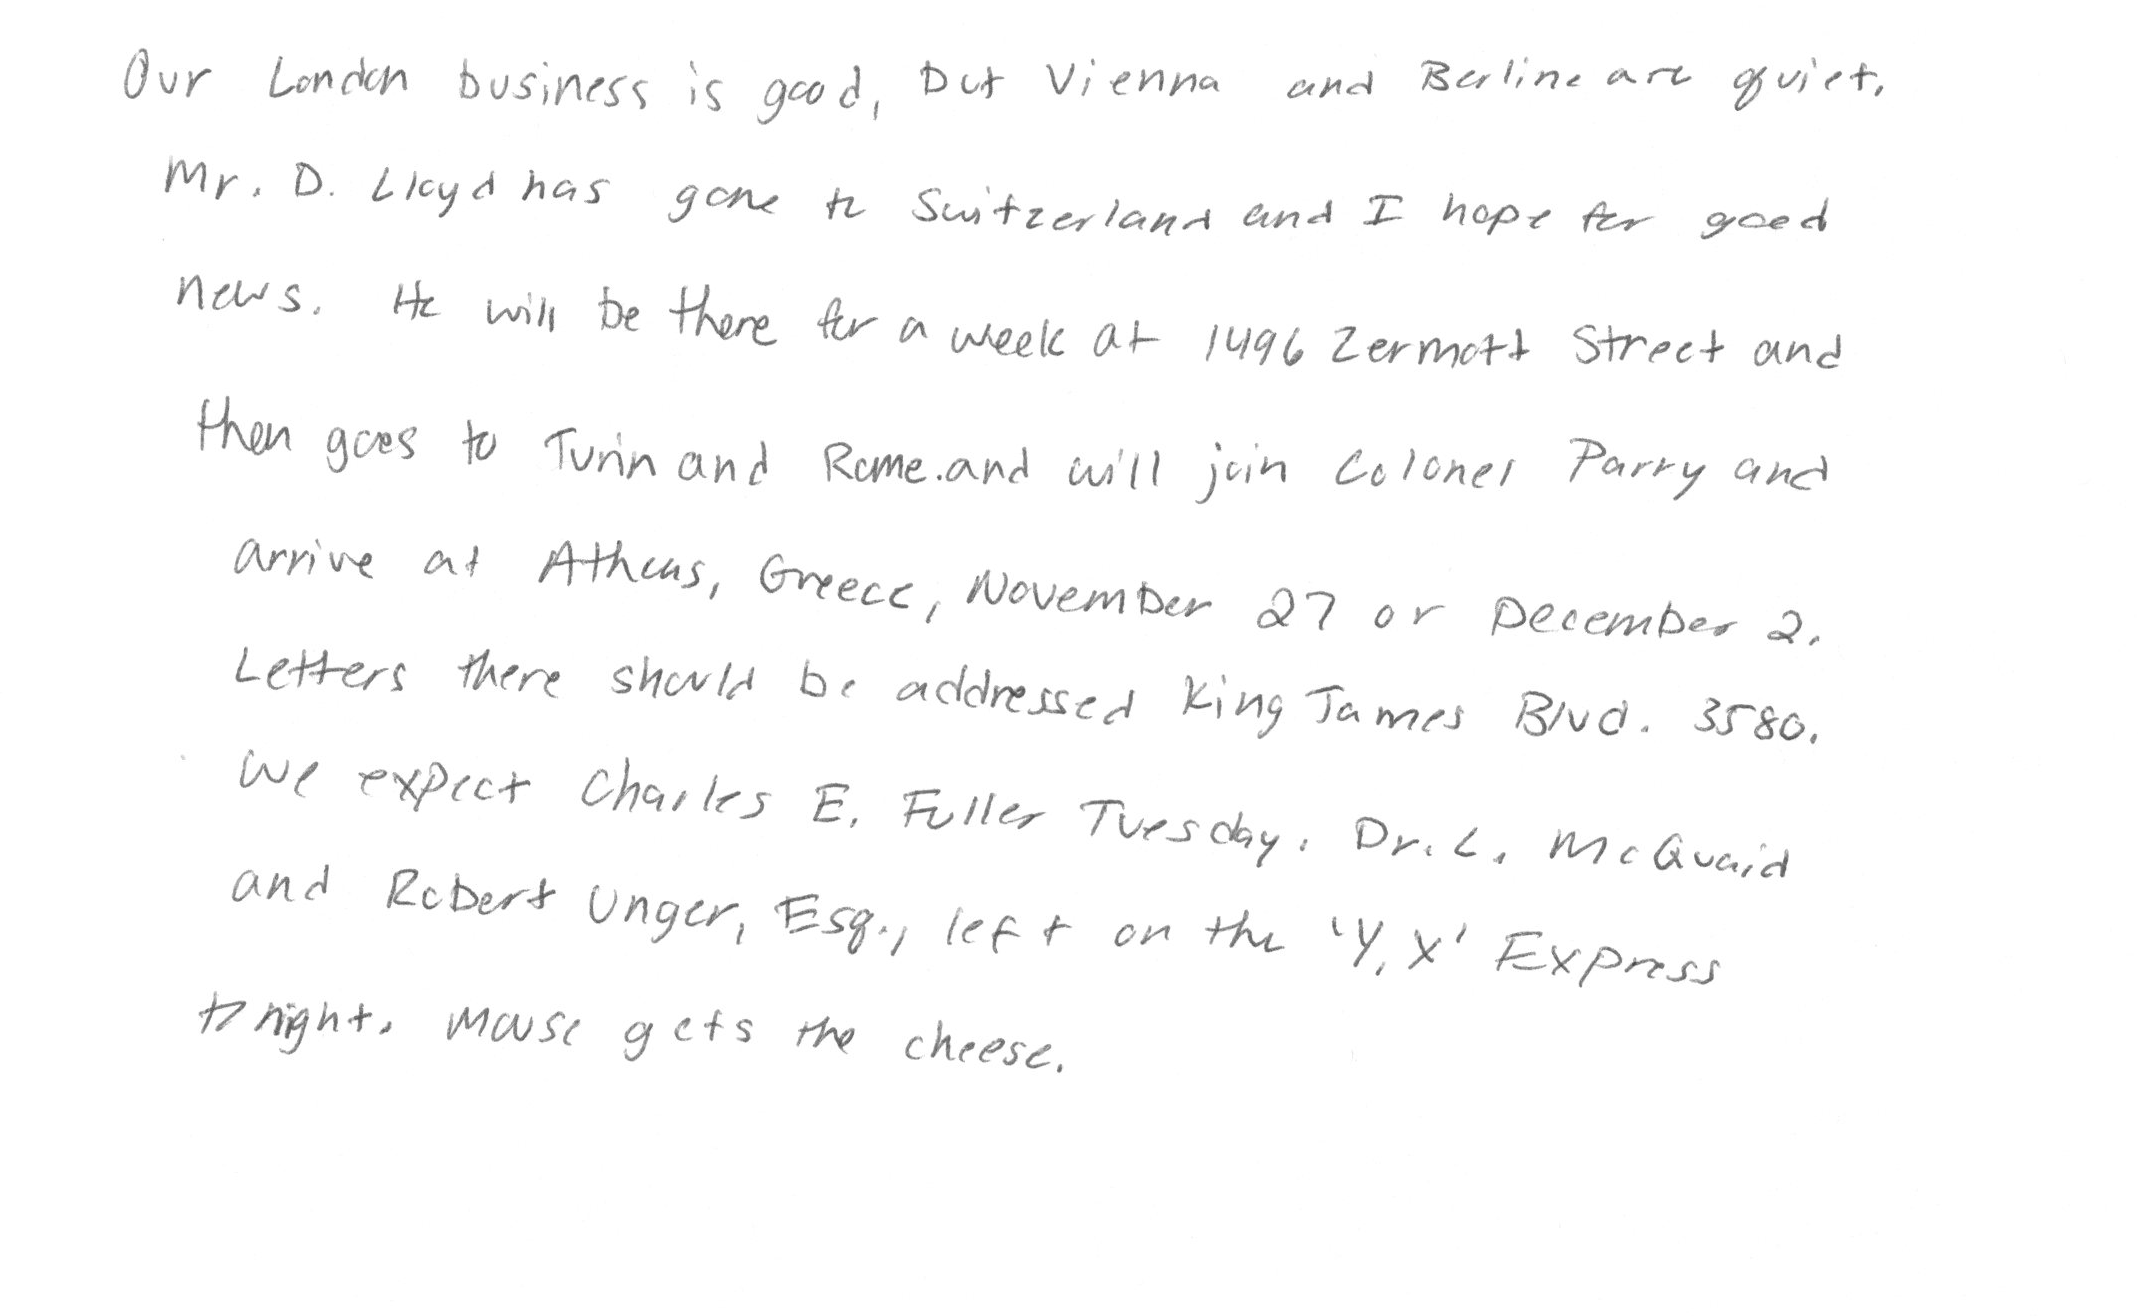 Our London business is good, but Vienna and Berline are quiet.
Mr. D. Lloyd has gone to Switzerland and I hope for good
news. He will be there for a week at 1496 Zermott Street and
then goes to Turin and Rome.and will join Colonel Parry and
arrive at Athens, Greece, November 27 or December 2.
Letters there should be addressed King James Blvd. 3580.
We expect Charles E. Fuller Tuesday. Dr. L. McQuaid
and Robert Unger, Esq., left on the 'Y, X' Express
tonight. Mouse gets the cheese.